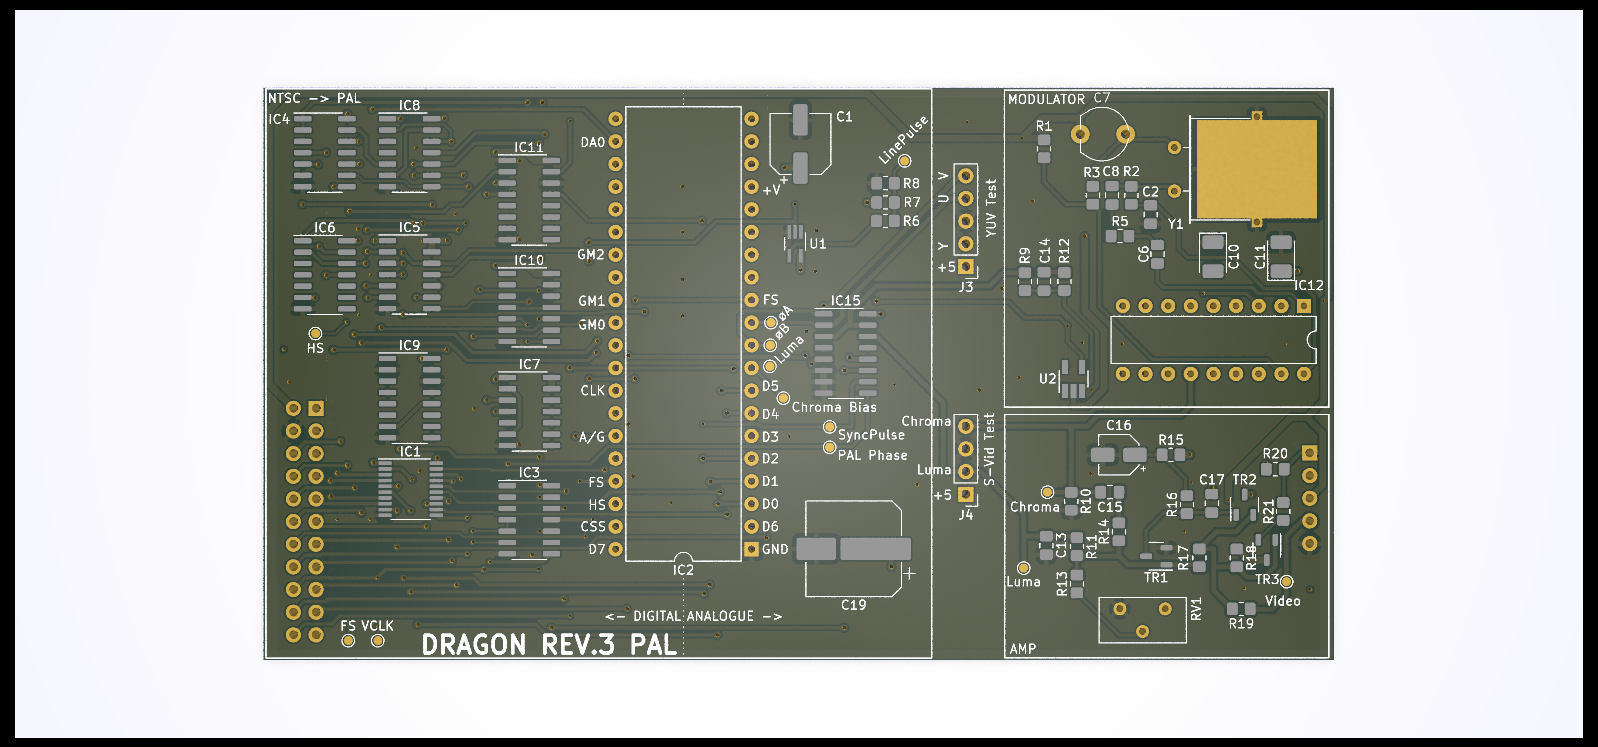 NTSC -> PAL
IC4
IC8
IC11
DA0
C1
+V
LinePulse
R8
R7
R6
U1
V
U
Y
YUV Test
+5
J3
MODULATOR
C7
R1
R3 C8 R2
C2
R5
Y1
C6
C10
C11
IC12
R9
C14
R12
U2
IC6
IC5
IC10
GM2
GM1
GM0
FS
øA
øB
Luma
IC15
HS
IC9
IC7
CLK
A/G
D5
D4
D3
D2
D1
D0
D6
GND
Chroma Bias
SyncPulse
PAL Phase
IC1
IC3
FS
HS
CSS
D7
IC2
Chroma
Luma
S-Vid Test
+5
J4
C19
+
C16
+
R15
R20
C17
TR2
R16
R21
Chroma
R10
C15
R14
C13
R11
R13
Luma
TR1
R17
R18
TR3
Video
R19
RV1
AMP
<- DIGITAL ANALOGUE ->
FS VCLK
DRAGON REV.3 PAL